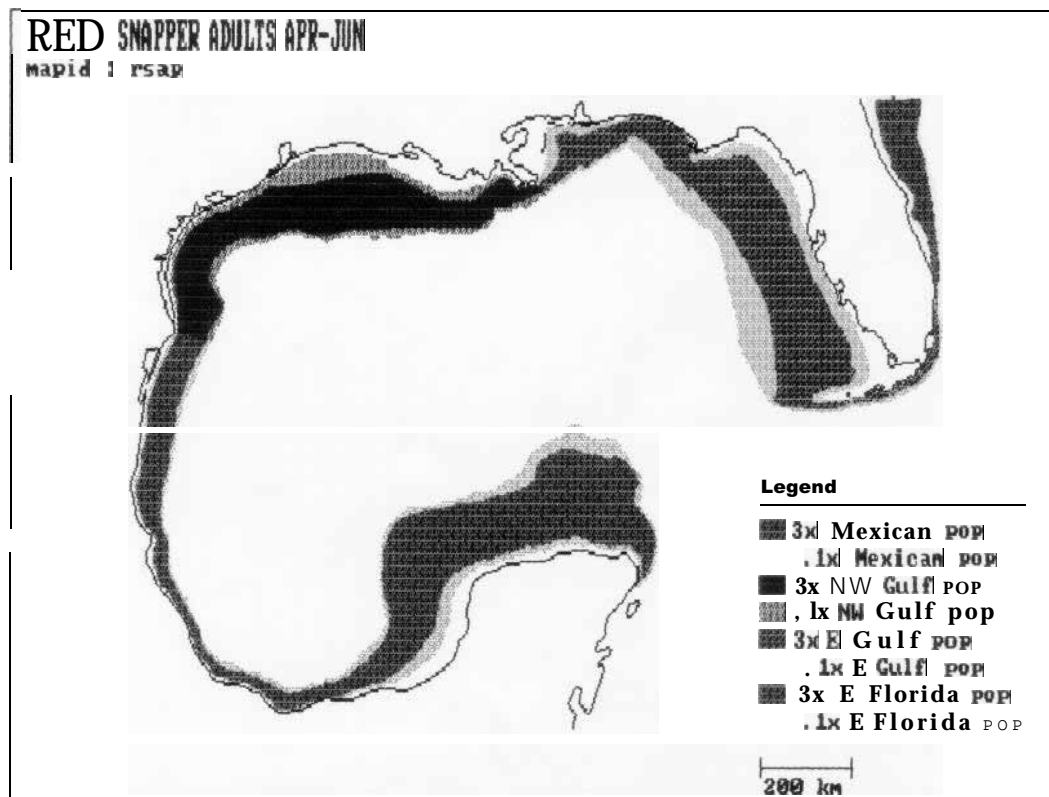 RED SNAPPER ADULTS APR-JUN
mapid : rsap
Legend
3x Mexican pop
.1x Mexican pop
3x NW Gulf POP
, lx NW Gulf pop
3x E Gulf pop
. 1x E Gulf pop
3x E Florida pop
.1x E Florida POP
200 km